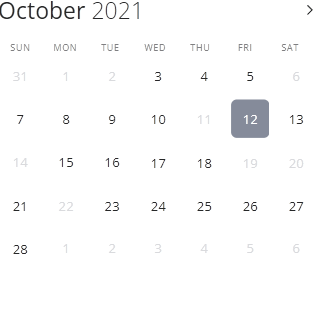 October 2021 >
SUN MON TUE WED THU FRI SAT
31 1 2 3 4 5 6
7 8 9 10 11 12 13
14 15 16 17 18 19 20
21 22 23 24 25 26 27
28 1 2 3 4 5 6